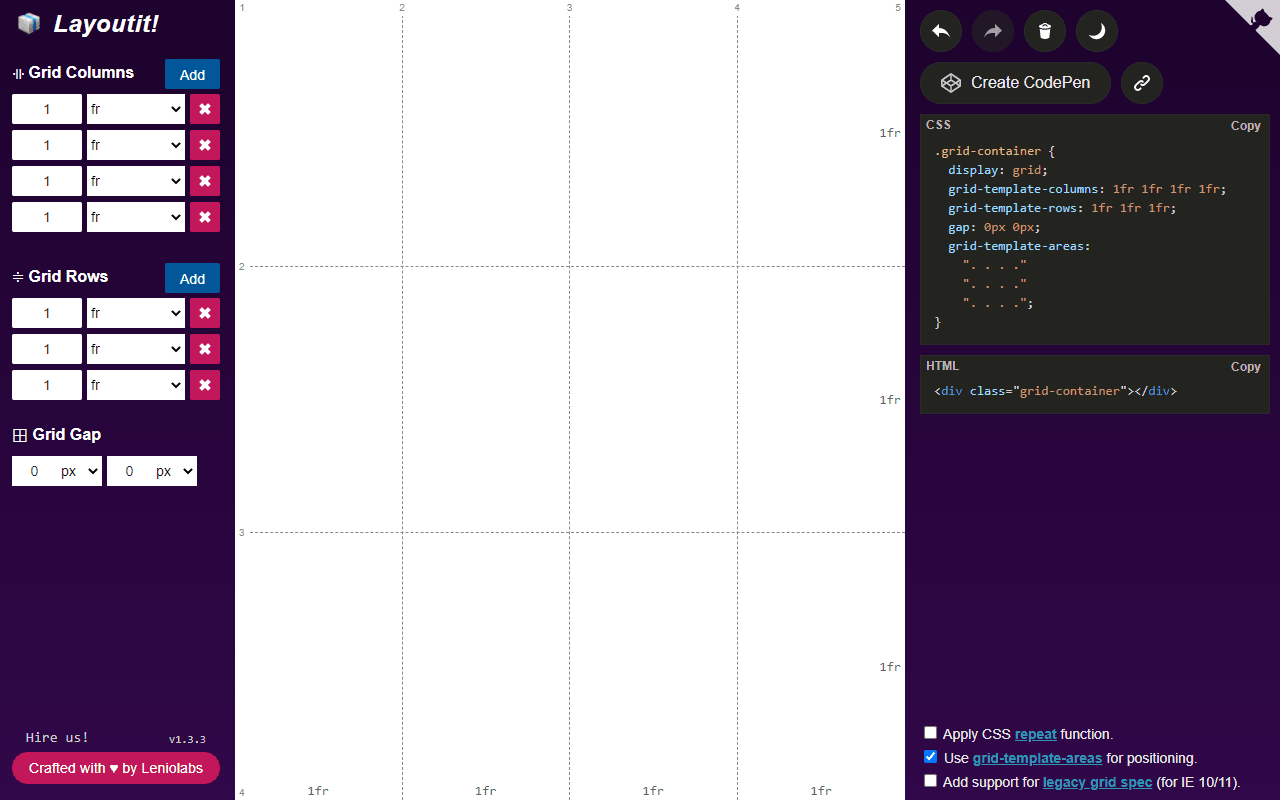 Layoutit!
Grid Columns
Add
1 fr ✖
1 fr ✖
1 fr ✖
1 fr ✖
Grid Rows
Add
1 fr ✖
1 fr ✖
1 fr ✖
Grid Gap
0 px 0 px
Hire us!
v1.3.3
Crafted with ♥ by Leniolabs
1 2 3 4 5
1fr
2
1fr
3
1fr
4 1fr 1fr 1fr 1fr
Create CodePen
CSS
Copy
.grid-container {
display: grid;
grid-template-columns: 1fr 1fr 1fr 1fr;
grid-template-rows: 1fr 1fr 1fr;
gap: 0px 0px;
grid-template-areas:
". . . ."
". . . ."
". . . .";
}
HTML
Copy
<div class="grid-container"></div>
Apply CSS repeat function.
Use grid-template-areas for positioning.
Add support for legacy grid spec (for IE 10/11).